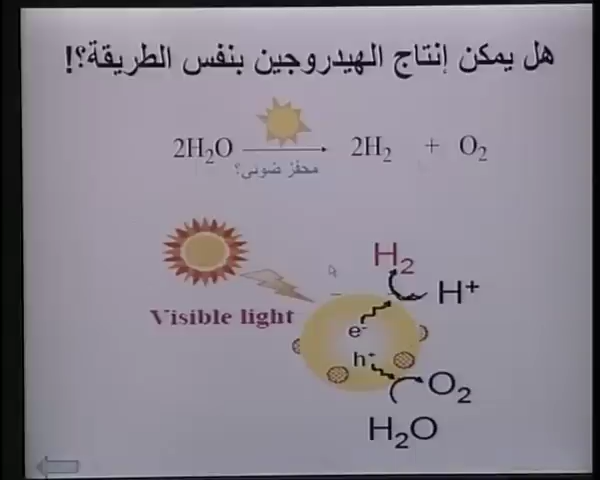 هل يمكن إنتاج الهيدروجين بنفس الطريقة؟!
2H₂O → 2H₂ + O₂
محفز ضوئي؟
Visible light
H₂
H⁺
e⁻
h⁺
O₂
H₂O